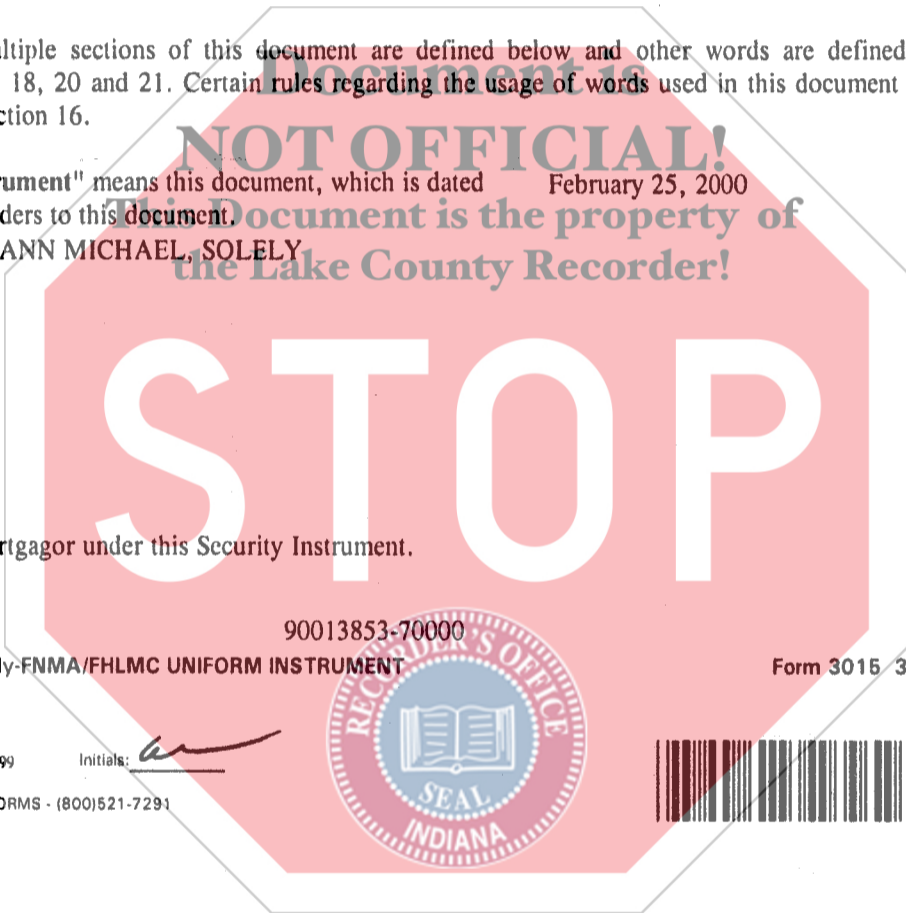 ltiple sections of this document are defined below and other words are defined
18, 20 and 21. Certain rules regarding the usage of words used in this document
ction 16.
Document is
NOT OFFICIAL!
This Document is the property of
the Lake County Recorder!
rument" means this document, which is dated February 25, 2000
ders to this document.
ANN MICHAEL, SOLELY
STOP
rtgagor under this Security Instrument.
90013853-70000
ly-FNMA/FHLMC UNIFORM INSTRUMENT
Form 3015 3
99 Initials:
ORMS - (800)521-7291
RECORDER'S OFFICE
SEAL
INDIANA